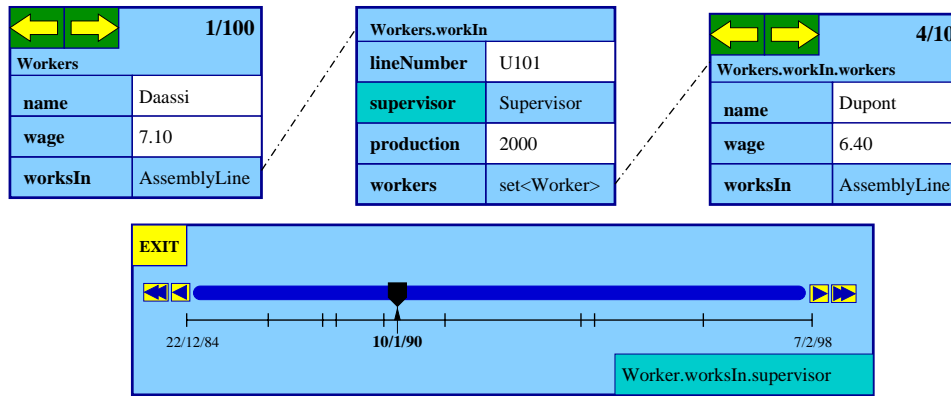 1/100
Workers
name Daassi
wage 7.10
worksIn AssemblyLine
Workers.workIn
lineNumber U101
supervisor Supervisor
production 2000
workers set<Worker>
4/10
Workers.workIn.workers
name Dupont
wage 6.40
worksIn AssemblyLine
EXIT
22/12/84 10/1/90 7/2/98
Worker.worksIn.supervisor